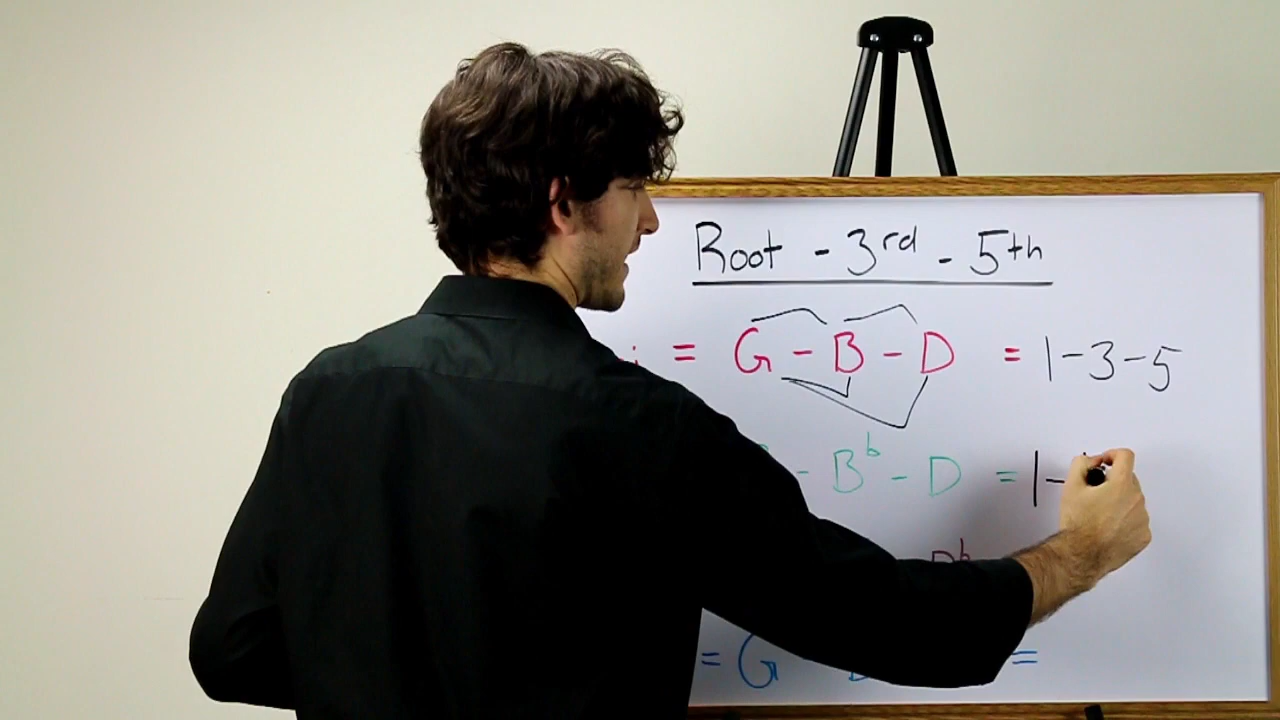 Root - 3rd - 5th
= G - B - D = 1-3-5
- Bb - D = 1-
Db
= G =